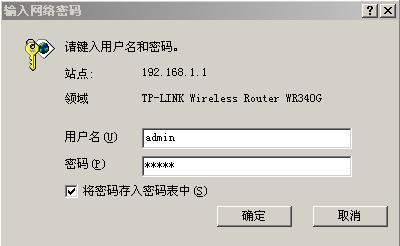 输入网络密码
请键入用户名和密码。
站点: 192.168.1.1
领域 TP-LINK Wireless Router WR340G
用户名(U) admin
密码(P) *****
将密码存入密码表中(S)
确定 取消